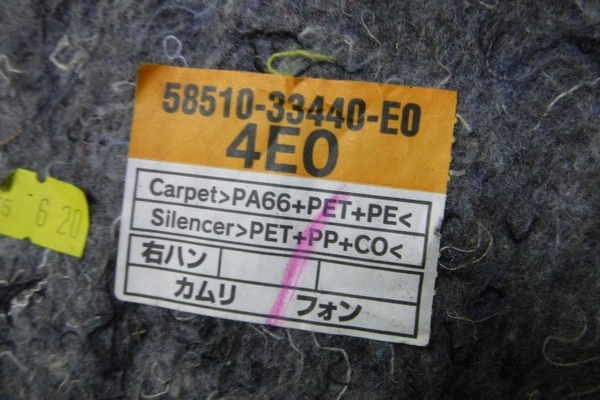 58510-33440-E0
4E0
Carpet>PA66+PET+PE<
Silencer>PET+PP+CO<
右ハン
カムリ フォン
5 6 20